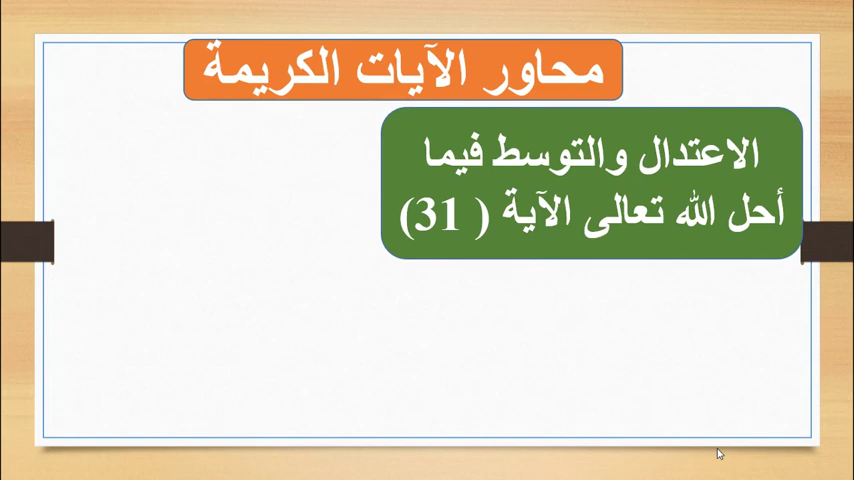 محاور الآيات الكريمة
الاعتدال والتوسط فيما
أحل الله تعالى الآية ( 31)